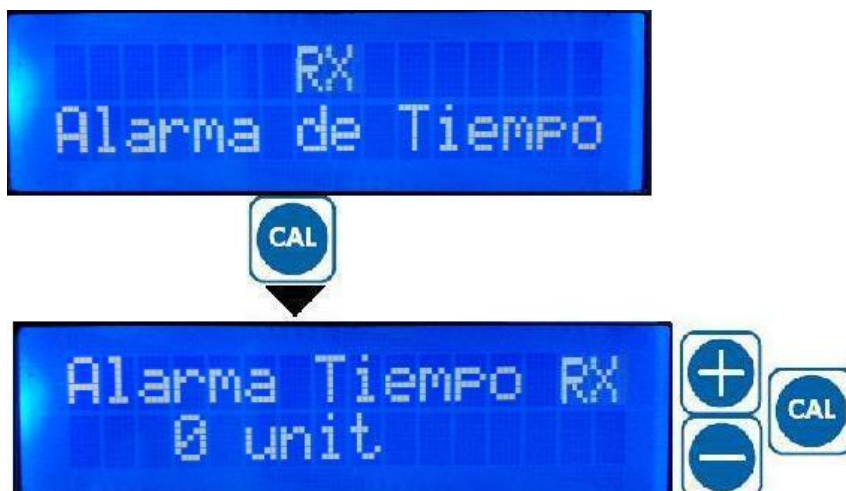 RX
Alarma de Tiempo
CAL
Alarma Tiempo RX
0 unit
CAL